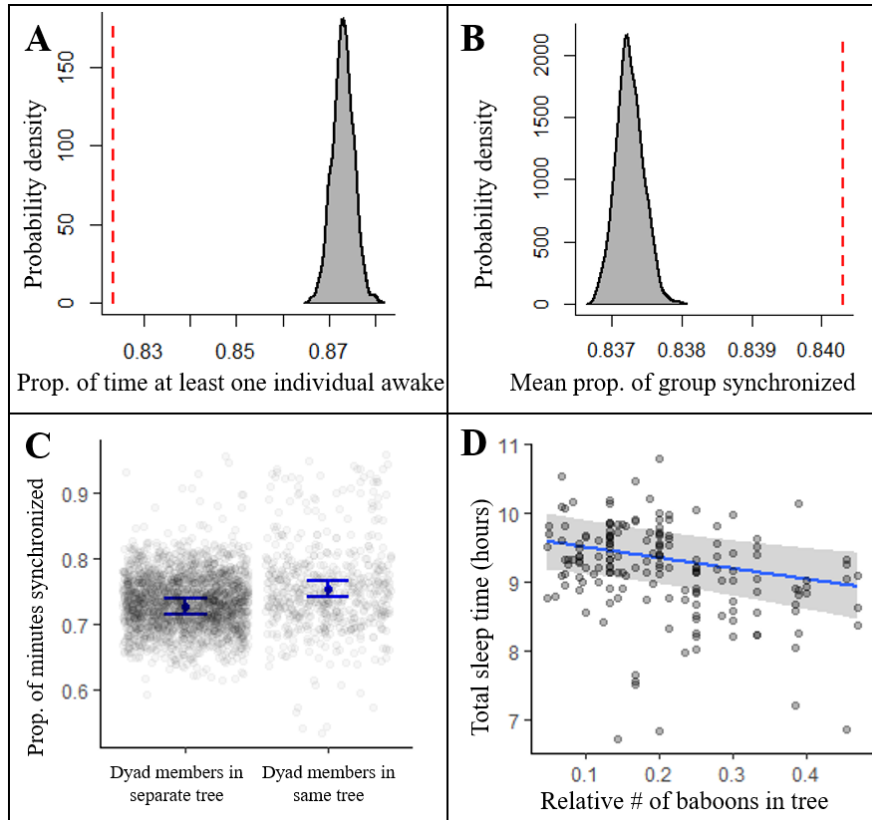 A
Probability density
150
100
50
0
0.83
0.85
0.87
Prop. of time at least one individual awake
B
Probability density
2000
1500
1000
500
0
0.837
0.838
0.839
0.840
Mean prop. of group synchronized
C
Prop. of minutes synchronized
0.9
0.8
0.7
0.6
Dyad members in
separate tree
Dyad members in
same tree
D
Total sleep time (hours)
11
10
9
8
7
0.1
0.2
0.3
0.4
Relative # of baboons in tree